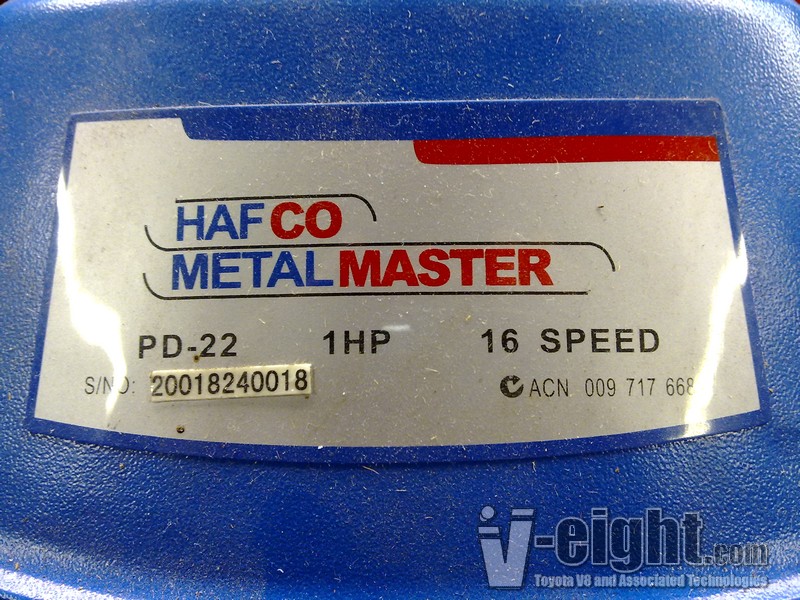 HAFCO
METALMASTER
PD-22 1HP 16 SPEED
S/NO: 20018240018 ACN 009 717 668
V-eight.com
Toyota V8 and Associated Technologies